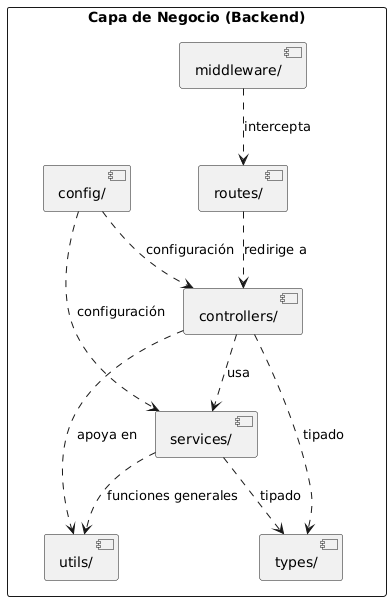 Capa de Negocio (Backend)
middleware/
intercepta
config/
routes/
configuración
redirige a
controllers/
configuración
usa
apoya en
tipado
services/
funciones generales
tipado
utils/
types/